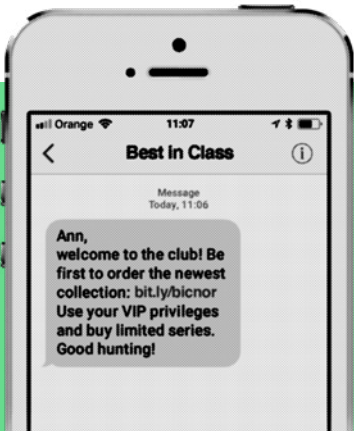 Orange 11:07
Best in Class
Message
Today, 11:06
Ann,
welcome to the club! Be
first to order the newest
collection: bit.ly/bicnor
Use your VIP privileges
and buy limited series.
Good hunting!